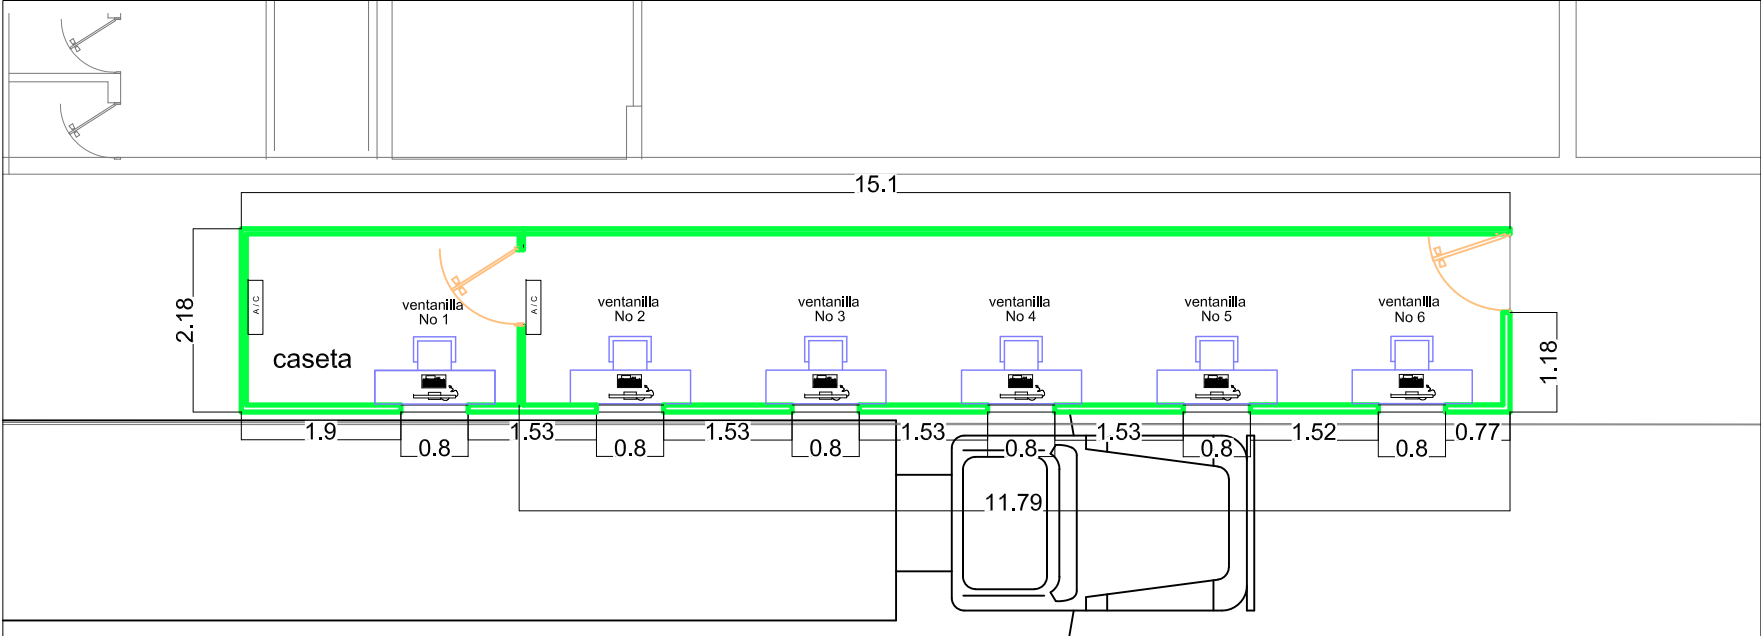 15.1
2.18
A / C
A / C
ventanilla
No 1
ventanilla
No 2
ventanilla
No 3
ventanilla
No 4
ventanilla
No 5
ventanilla
No 6
caseta
1.18
1.9
1.53
1.53
1.53
1.53
1.52
0.77
0.8
0.8
0.8
0.8
0.8
0.8
11.79